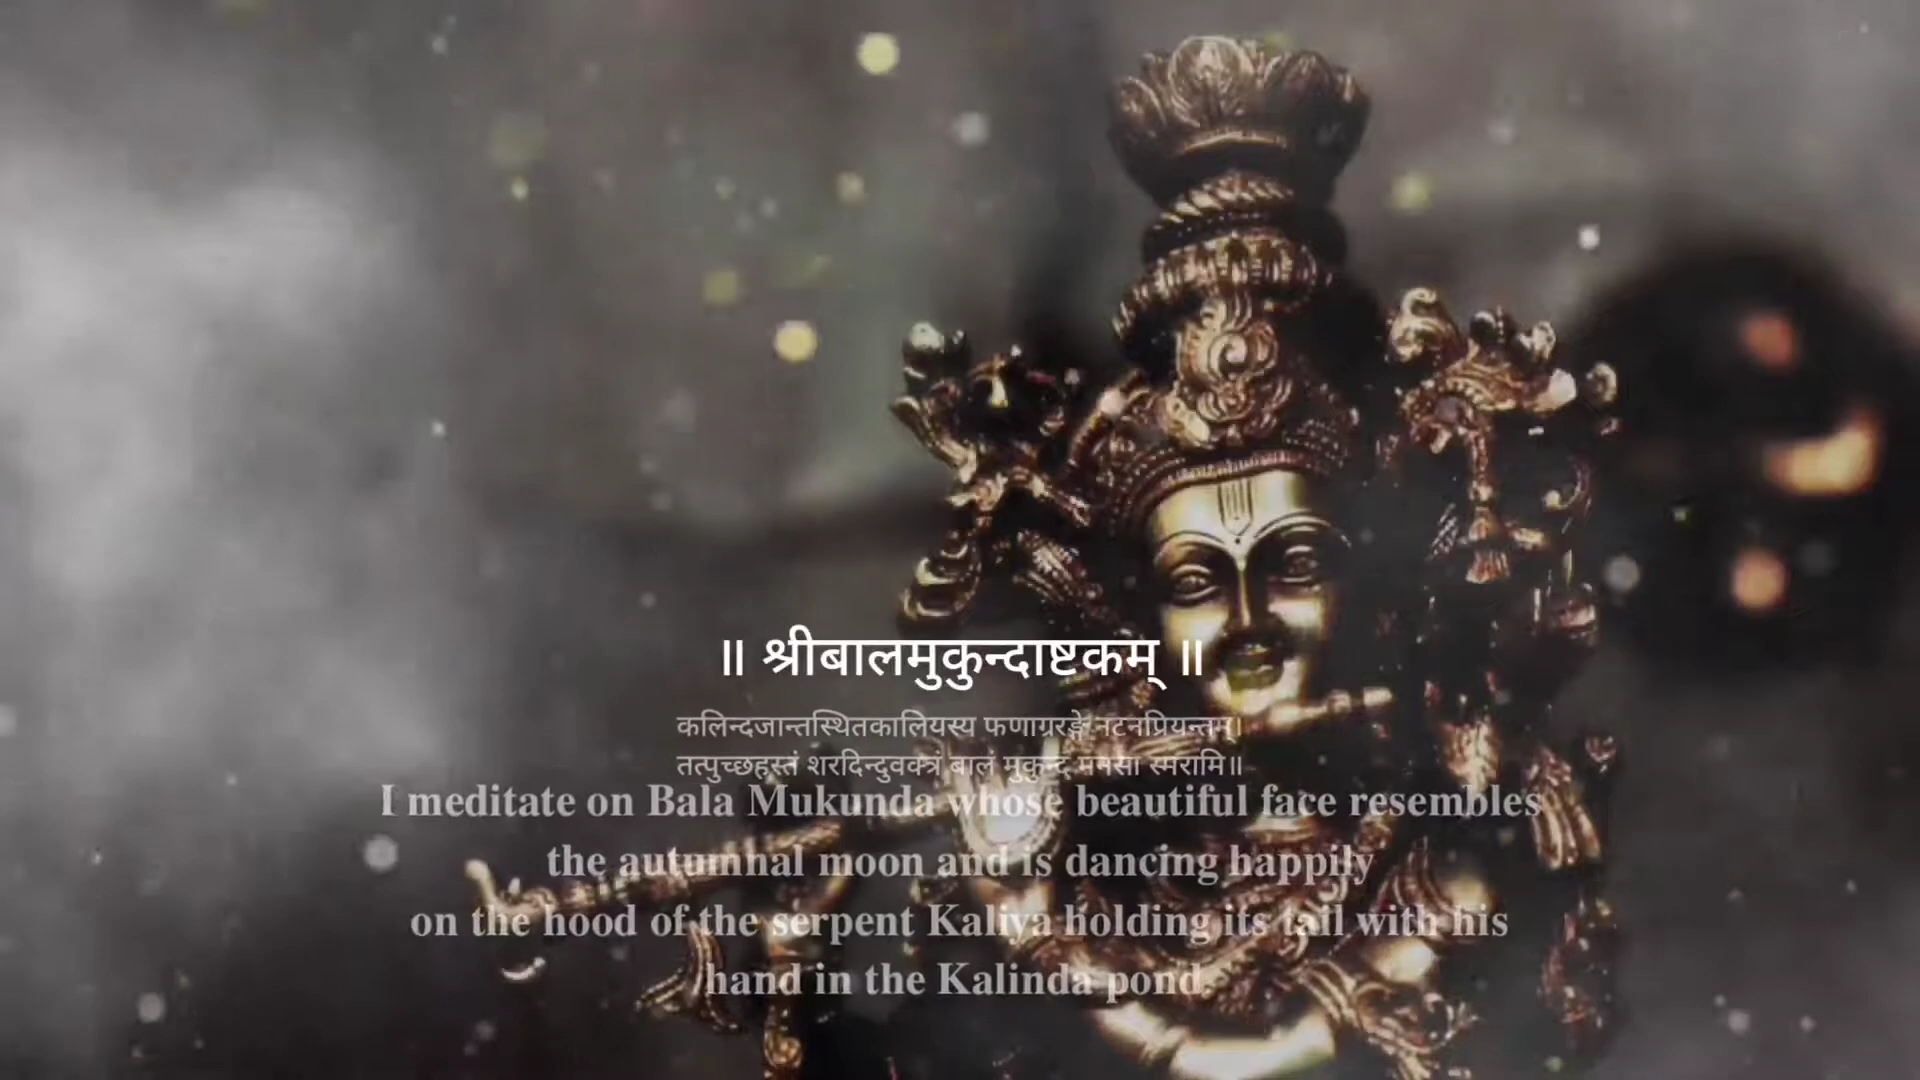 ॥ श्रीबालमुकुन्दाष्टकम् ॥
कलिन्दजान्तस्थितकालियस्य फणाग्ररङ्गे नटनप्रियन्तम्।
तत्पुच्छहस्तं शरदिन्दुवक्त्रं बालं मुकुन्दं मनसा स्मरामि॥
I meditate on Bala Mukunda whose beautiful face resembles
the autumnal moon and is dancing happily
on the hood of the serpent Kaliya holding its tail with his
hand in the Kalinda pond.